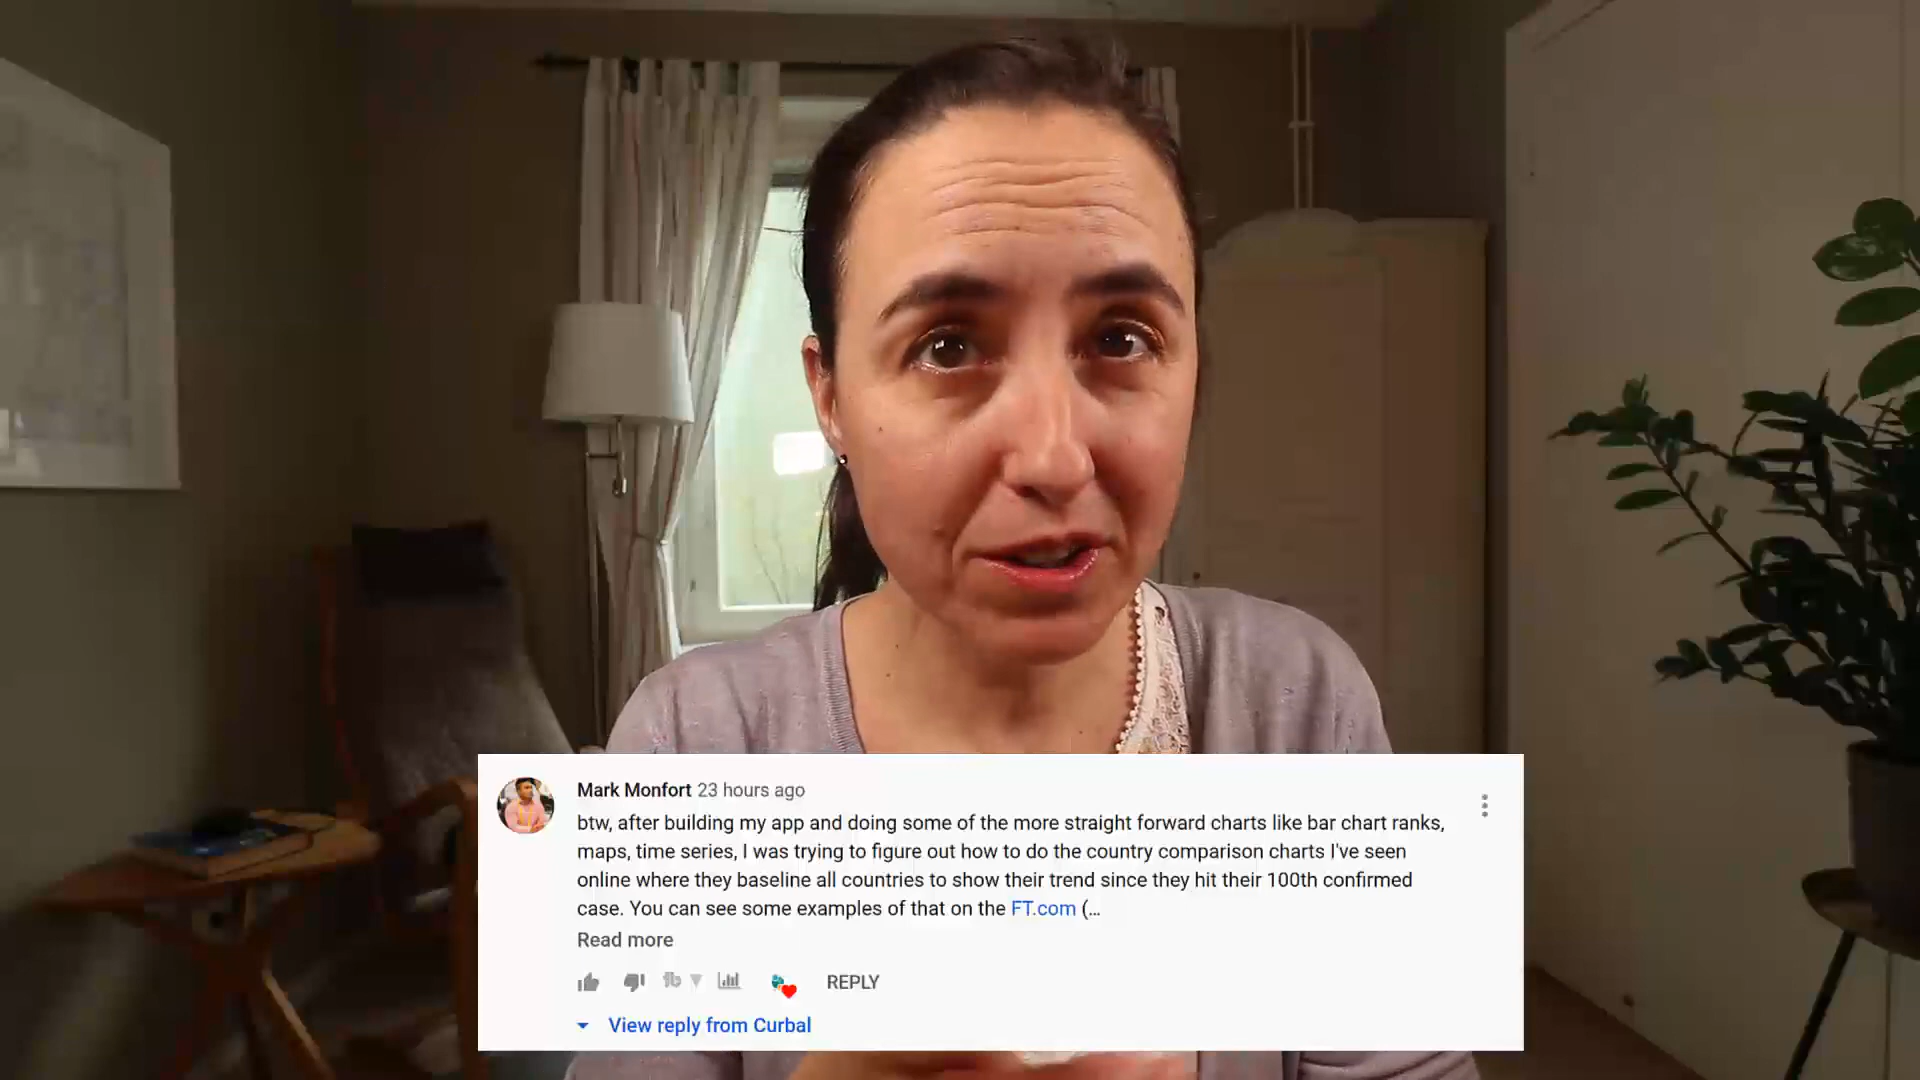 Mark Monfort 23 hours ago
btw, after building my app and doing some of the more straight forward charts like bar chart ranks,
maps, time series, I was trying to figure out how to do the country comparison charts I've seen
online where they baseline all countries to show their trend since they hit their 100th confirmed
case. You can see some examples of that on the FT.com (...
Read more
REPLY
View reply from Curbal